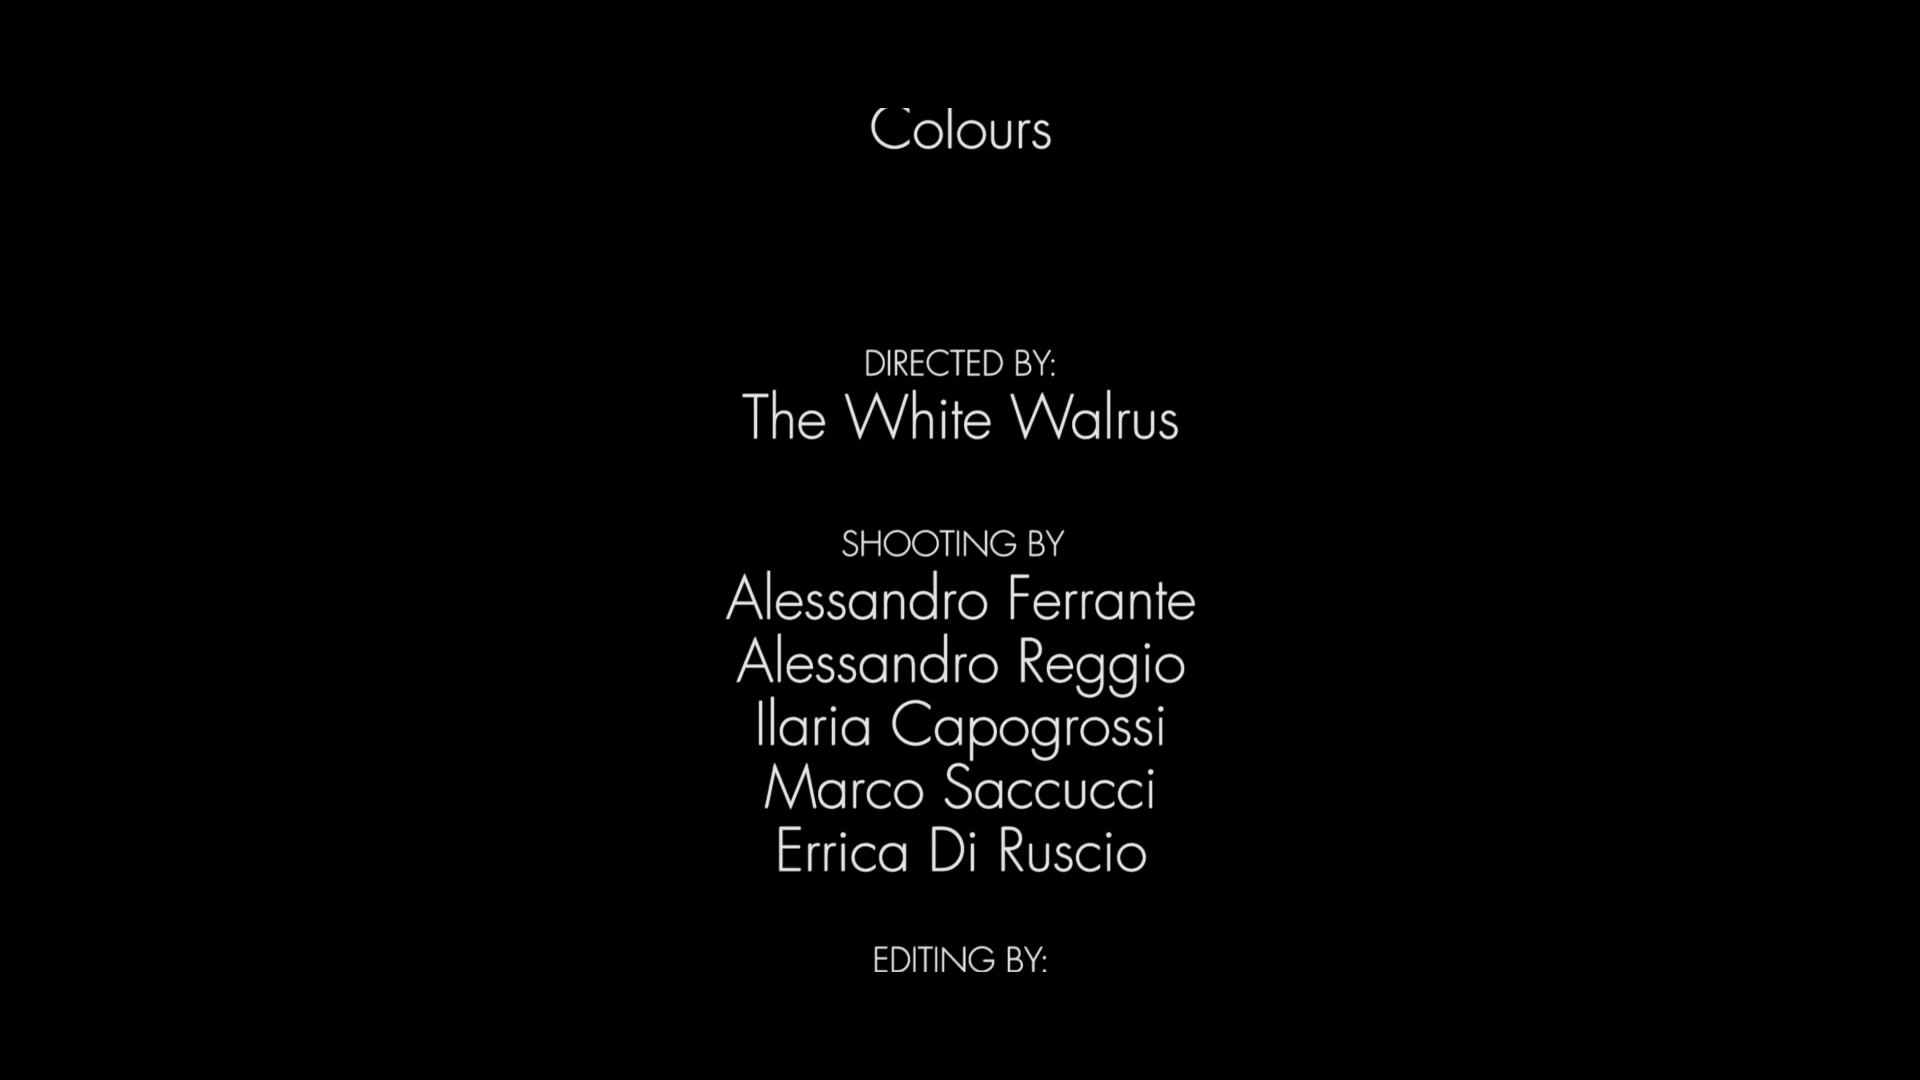 Colours
DIRECTED BY:
The White Walrus
SHOOTING BY
Alessandro Ferrante
Alessandro Reggio
Ilaria Capogrossi
Marco Saccucci
Errica Di Ruscio
EDITING BY: